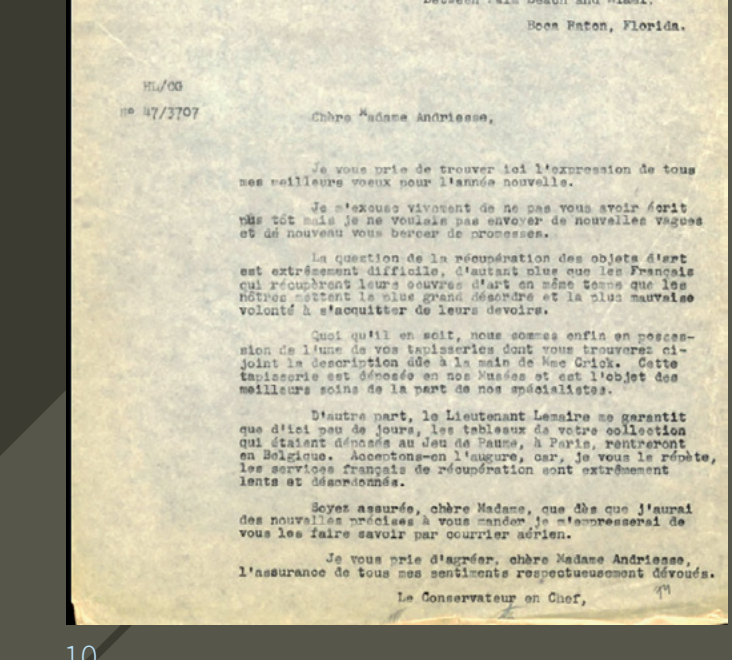 Between Palm Beach and Miami.
Boca Raton, Florida.
HL/CG
n° 47/3707
Chère Madame Andriesse,
Je vous prie de trouver ici l'expression de tous
mes meilleurs voeux pour l'année nouvelle.
Je m'excuse vivement de ne pas vous avoir écrit
plus tôt mais je ne voulais pas envoyer de nouvelles vagues
et de nouveau vous bercer de promesses.
La question de la récupération des objets d'art
est extrêmement difficile, d'autant plus que les Français
qui récupèrent leurs oeuvres d'art en même temps que les
nôtres mettent le plus grand désordre et la plus mauvaise
volonté à s'acquitter de leurs devoirs.
Quoi qu'il en soit, nous sommes enfin en posses-
sion de l'une de vos tapisseries dont vous trouverez ci-
joint la description dûe à la main de Mme Crick. Cette
tapisserie est déposée en nos Musées et est l'objet des
meilleurs soins de la part de nos spécialistes.
D'autre part, le Lieutenant Lemaire me garantit
que d'ici peu de jours, les tableaux de votre collection
qui étaient déposés au Jeu de Paume, à Paris, rentreront
en Belgique. Acceptons-en l'augure, car, je vous le répète,
les services français de récupération sont extrêmement
lents et désordonnés.
Soyez assurée, chère Madame, que dès que j'aurai
des nouvelles précises à vous mander je m'empresserai de
vous les faire savoir par courrier aérien.
Je vous prie d'agréer, chère Madame Andriesse,
l'assurance de tous mes sentiments respectueusement dévoués.
Le Conservateur en Chef,
10